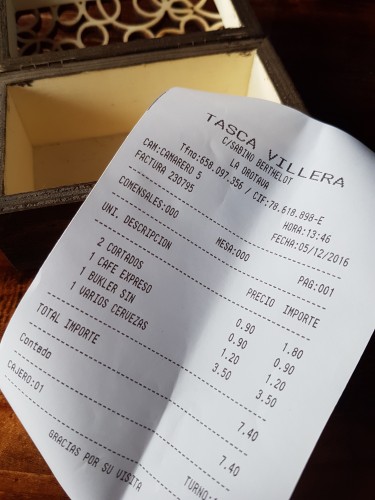 TASCA VILLERA
C/SABINO BERTHELOT
LA OROTAVA
Tfno:658.097.356 / CIF:78.618.898-E
CAM:CAMARERO 5 HORA:13:46
FACTURA 230795 FECHA:05/12/2016
COMENSALES:000 MESA:000 PAG:001
UNI. DESCRIPCION PRECIO IMPORTE
2 CORTADOS 0.90 1.80
1 CAFE EXPRESO 0.90 0.90
1 BUKLER SIN 1.20 1.20
1 VARIOS CERVEZAS 3.50 3.50
TOTAL IMPORTE 7.40
Contado 7.40
CAJERO:01 TURNO:
GRACIAS POR SU VISITA